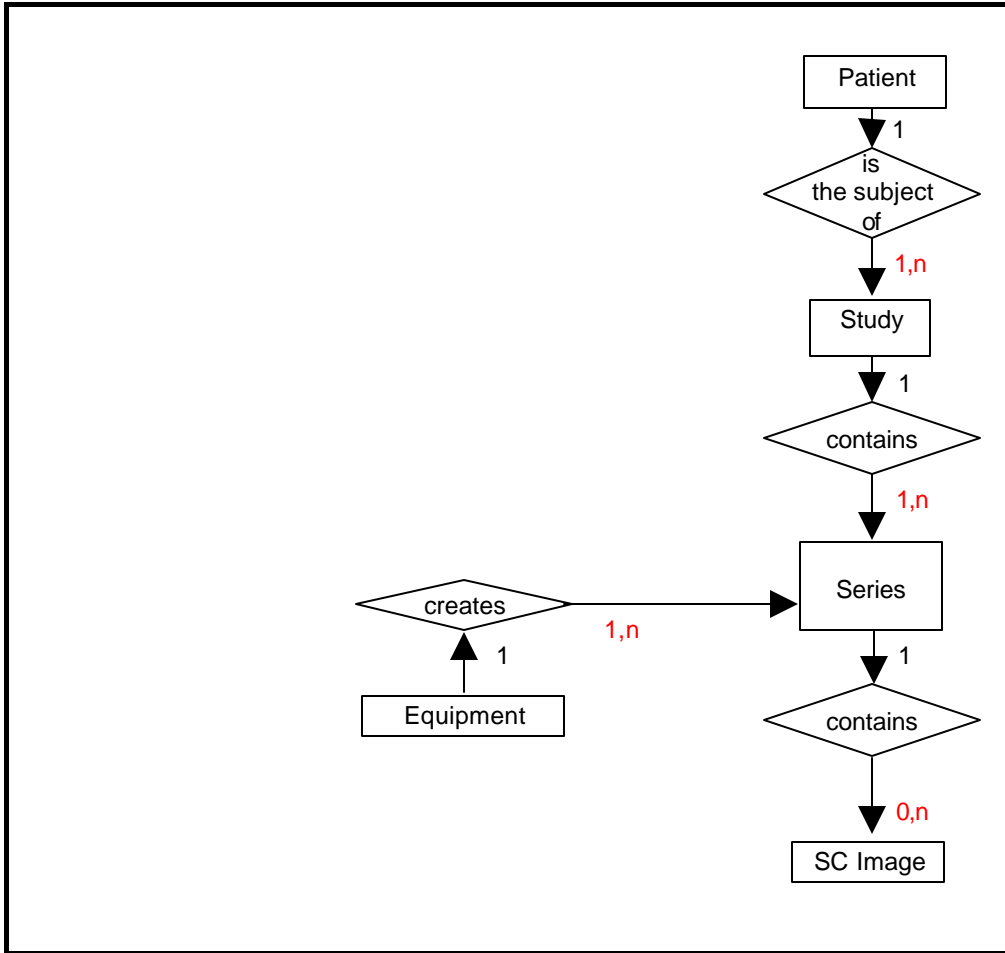 Patient
1
is
the subject
of
1,n
Study
1
contains
1,n
Series
creates
1,n
1
1
Equipment
contains
0,n
SC Image